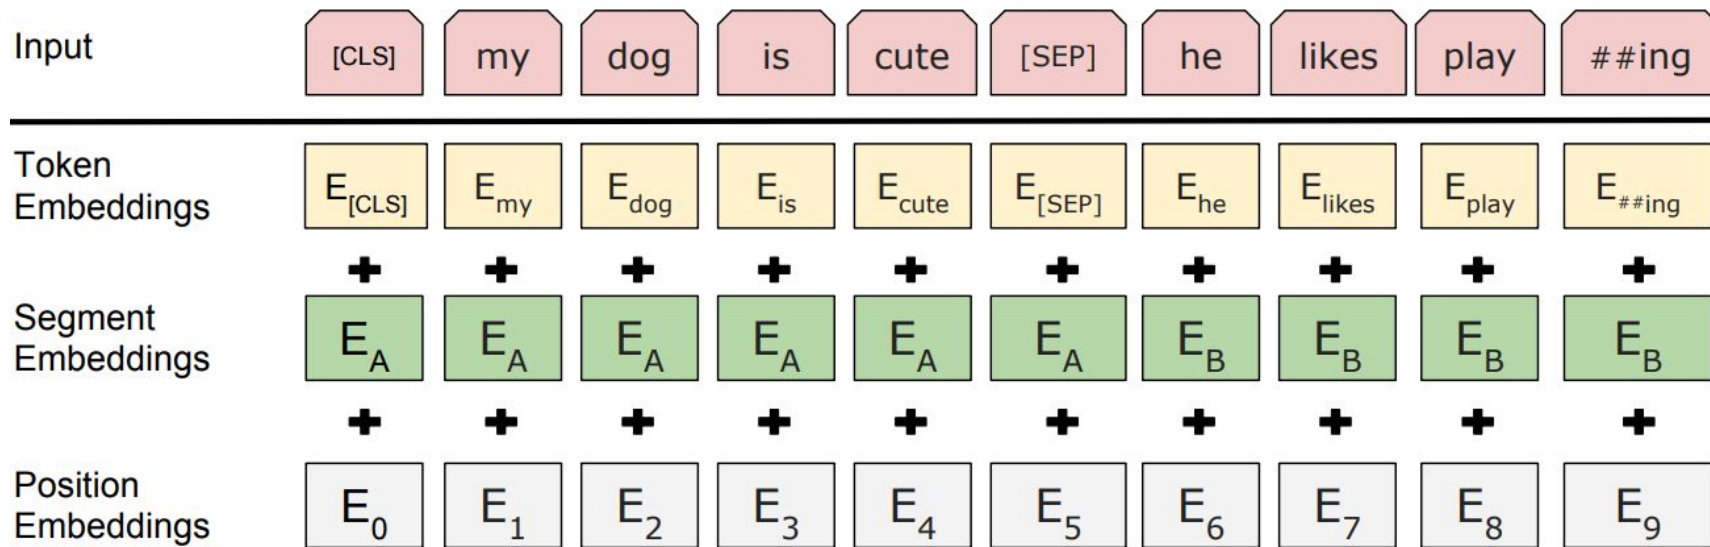 Input [CLS] my dog is cute [SEP] he likes play ##ing
Token
Embeddings
E[CLS] Emy Edog Eis Ecute E[SEP] Ehe Elikes Eplay E##ing
+ + + + + + + + + +
Segment
Embeddings
EA EA EA EA EA EA EB EB EB EB
+ + + + + + + + + +
Position
Embeddings
E0 E1 E2 E3 E4 E5 E6 E7 E8 E9